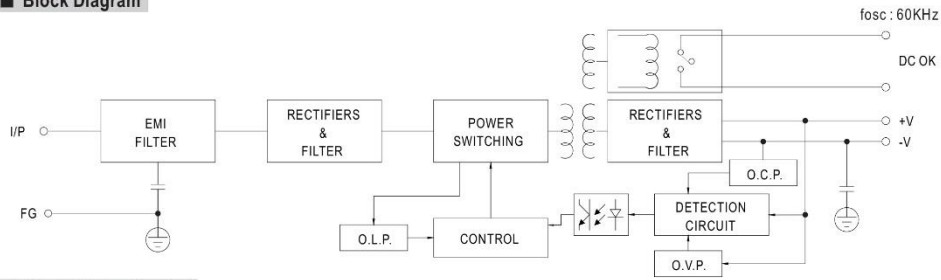 ■ Block Diagram
fosc : 60KHz
DC OK
I/P
EMI
FILTER
RECTIFIERS
&
FILTER
POWER
SWITCHING
RECTIFIERS
&
FILTER
+V
-V
O.C.P.
FG
DETECTION
CIRCUIT
O.L.P.
CONTROL
O.V.P.